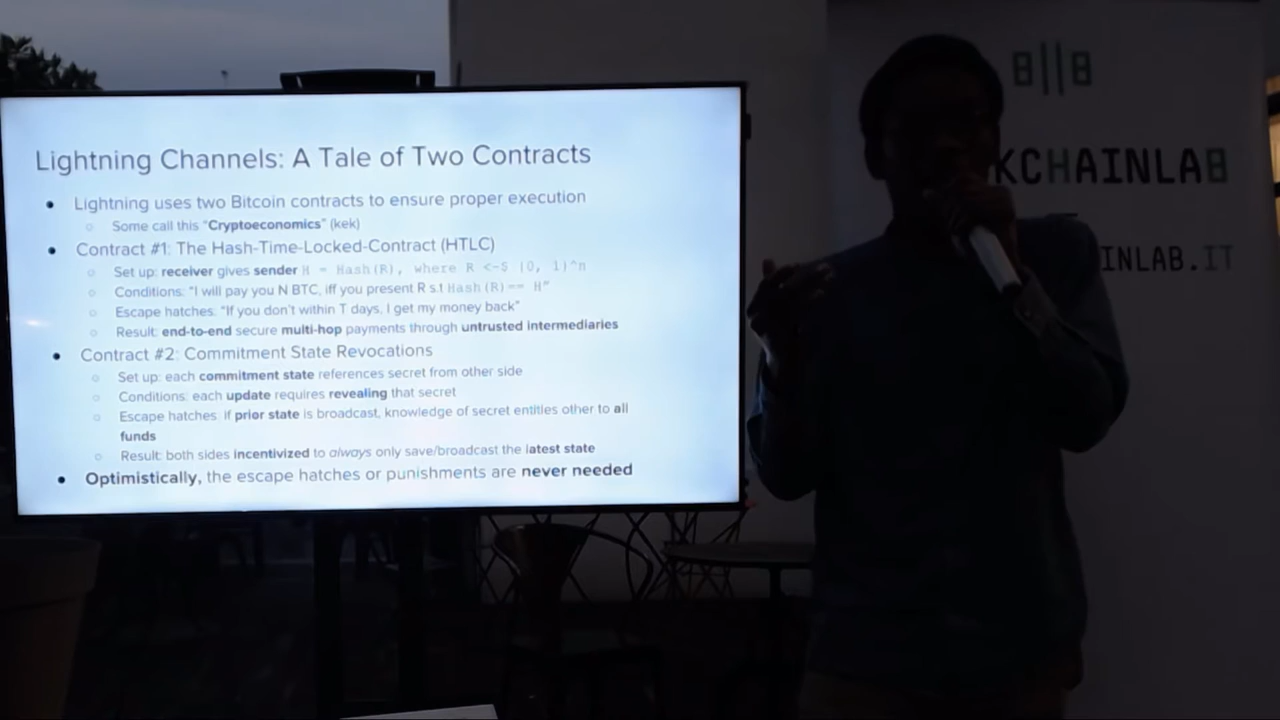 Lightning Channels: A Tale of Two Contracts
Lightning uses two Bitcoin contracts to ensure proper execution
Some call this “Cryptoeconomics” (kek)
Contract #1: The Hash-Time-Locked-Contract (HTLC)
Set up: receiver gives sender H = Hash(R), where R <-$ {0, 1}^n
Conditions: “I will pay you N BTC, iff you present R s.t Hash(R)== H”
Escape hatches: “If you don’t within T days, I get my money back”
Result: end-to-end secure multi-hop payments through untrusted intermediaries
Contract #2: Commitment State Revocations
Set up: each commitment state references secret from other side
Conditions: each update requires revealing that secret
Escape hatches: if prior state is broadcast, knowledge of secret entities other to all
funds
Result: both sides incentivized to always only save/broadcast the latest state
Optimistically, the escape hatches or punishments are never needed
8||8
KCHAINLAB
INLAB.IT